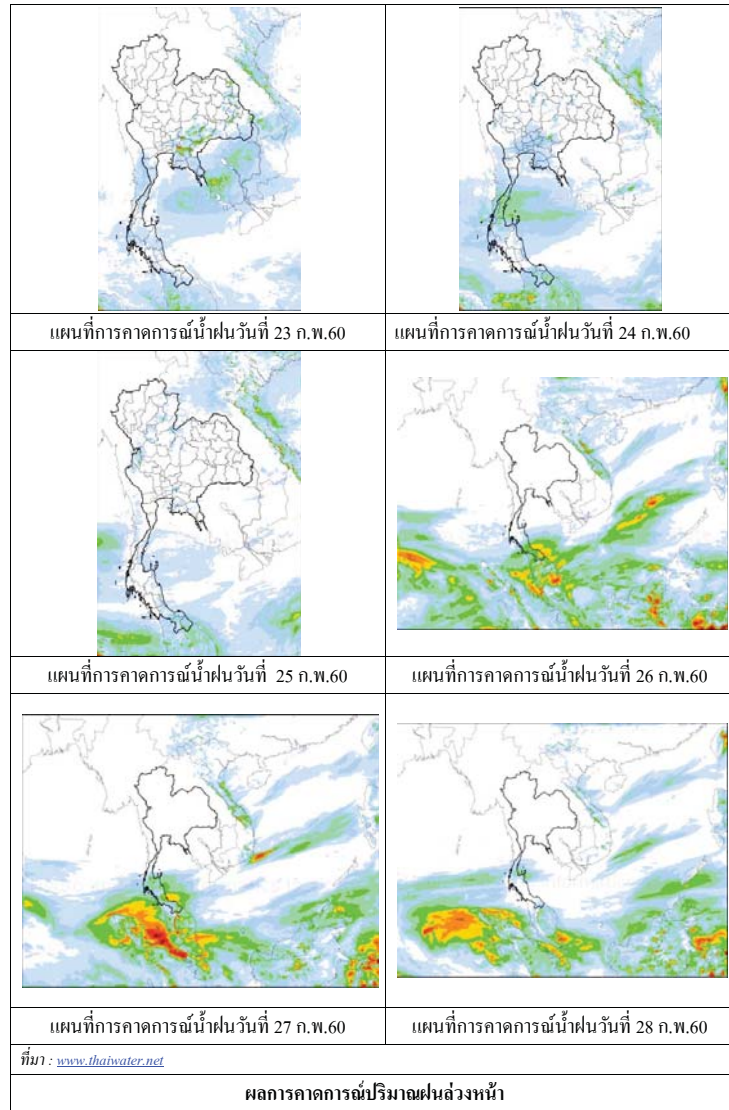 แผนที่การคาดการณ์น้ำฝนวันที่ 23 ก.พ.60
แผนที่การคาดการณ์น้ำฝนวันที่ 24 ก.พ.60
แผนที่การคาดการณ์น้ำฝนวันที่ 25 ก.พ.60
แผนที่การคาดการณ์น้ำฝนวันที่ 26 ก.พ.60
แผนที่การคาดการณ์น้ำฝนวันที่ 27 ก.พ.60
แผนที่การคาดการณ์น้ำฝนวันที่ 28 ก.พ.60
ที่มา : www.thaiwater.net
ผลการคาดการณ์ปริมาณฝนล่วงหน้า